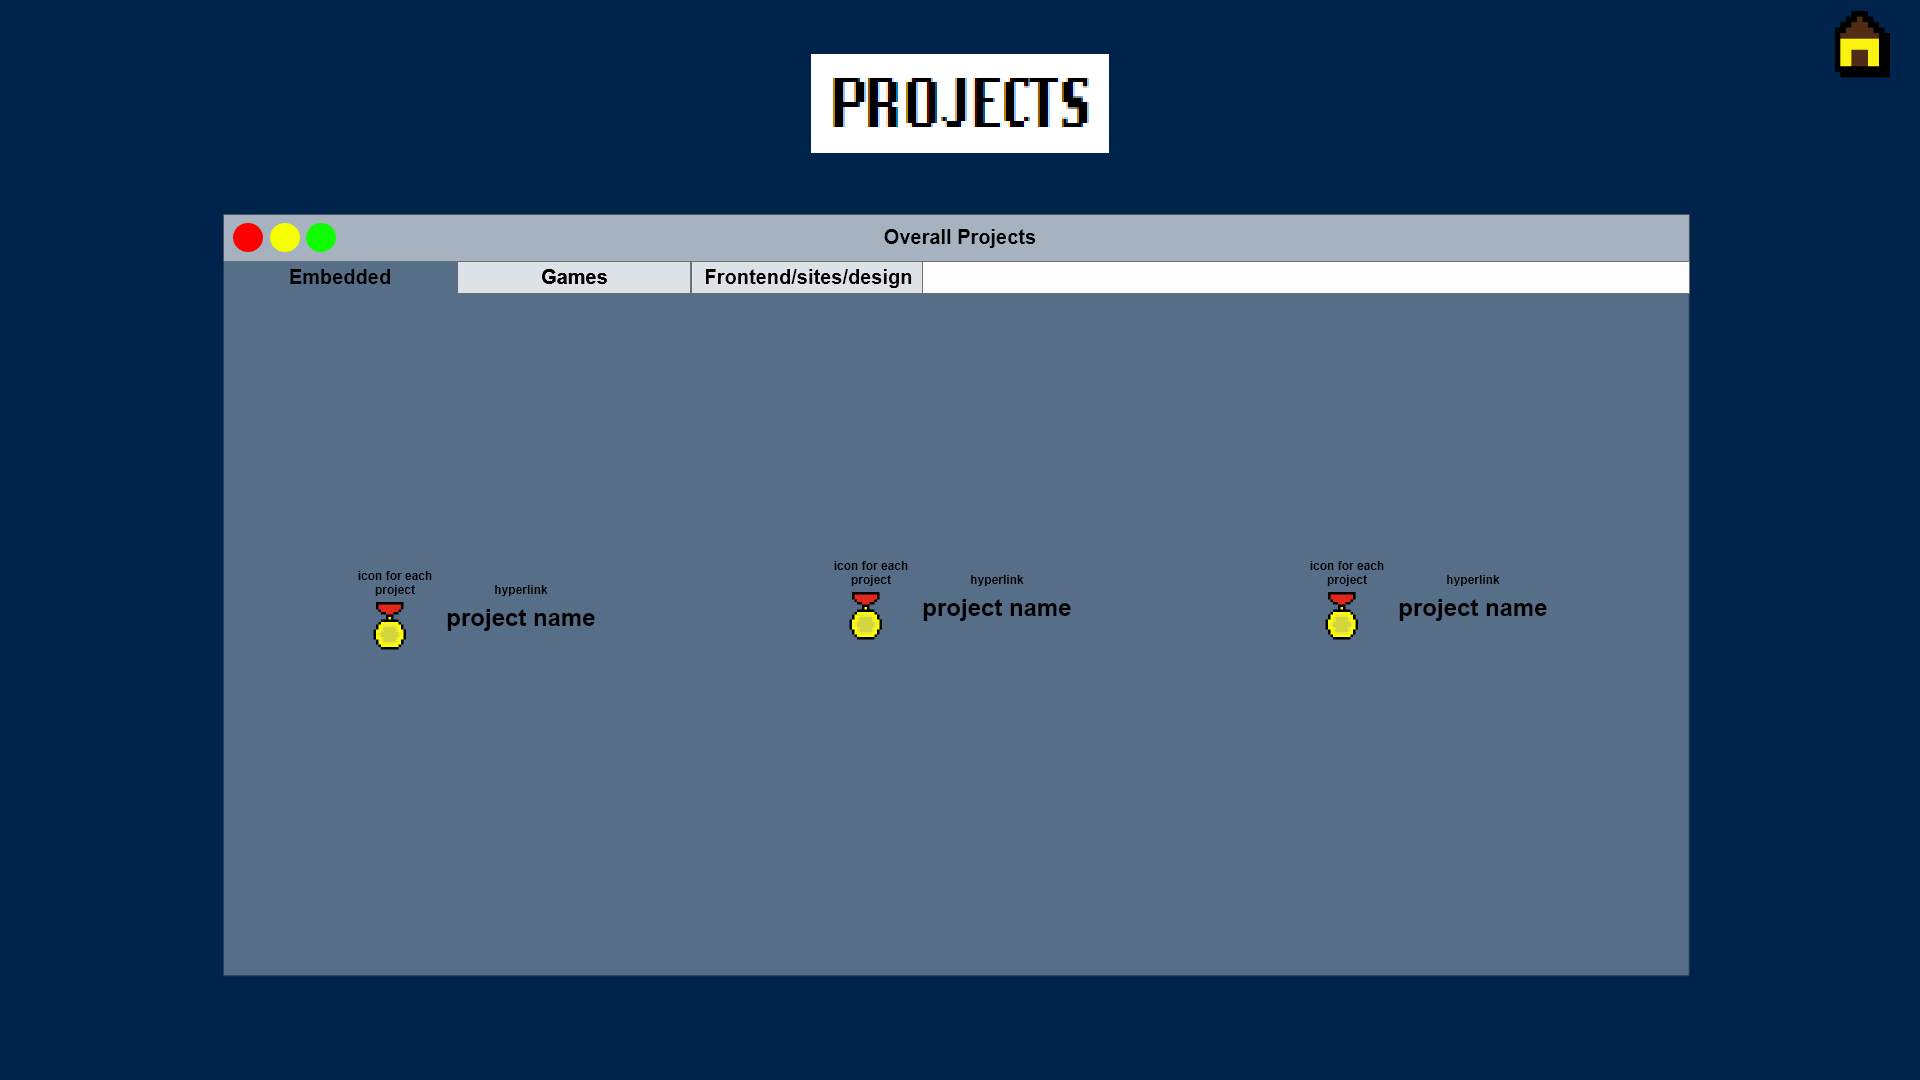 PROJECTS
Overall Projects
Embedded
Games
Frontend/sites/design
icon for each
project
hyperlink
project name
icon for each
project
hyperlink
project name
icon for each
project
hyperlink
project name